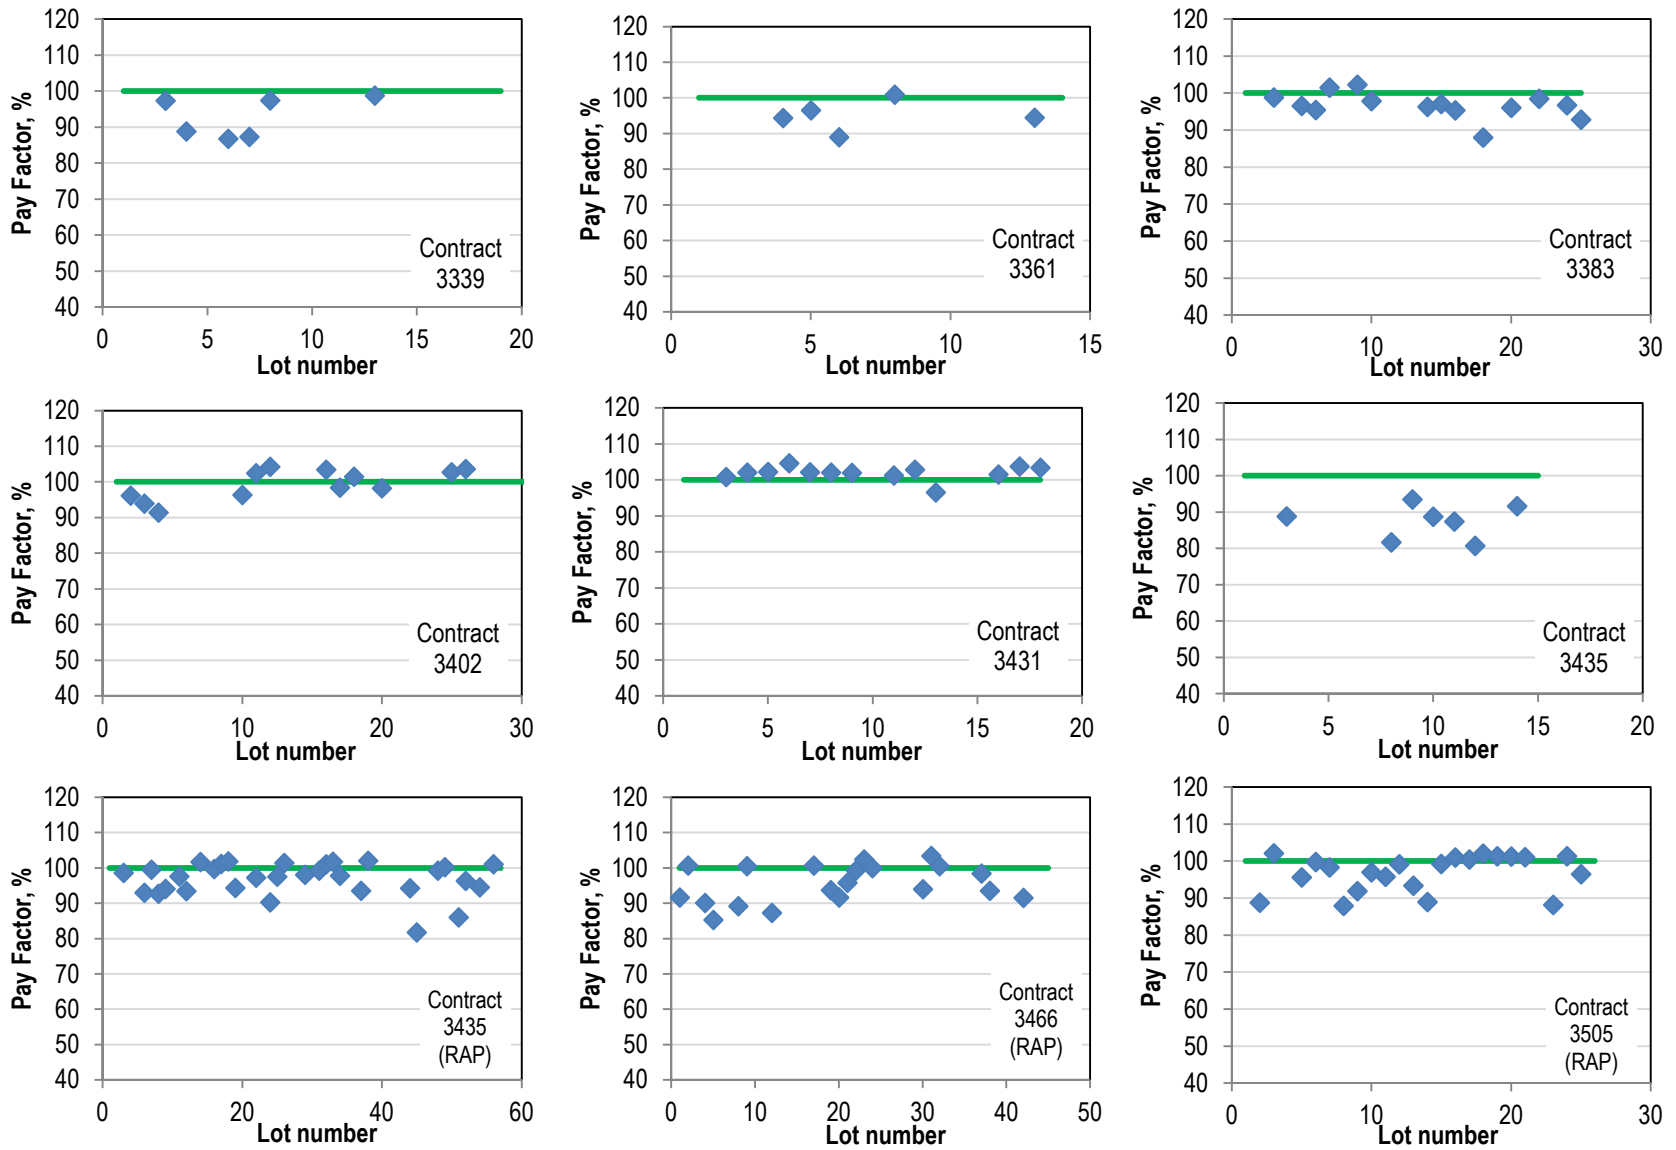 120
110
100
90
80
70
60
50
40
Pay Factor, %
Contract
3339
0 5 10 15 20
Lot number
120
110
100
90
80
70
60
50
40
Pay Factor, %
Contract
3361
0 5 10 15
Lot number
120
110
100
90
80
70
60
50
40
Pay Factor, %
Contract
3383
0 10 20 30
Lot number
120
110
100
90
80
70
60
50
40
Pay Factor, %
Contract
3402
0 10 20 30
Lot number
120
110
100
90
80
70
60
50
40
Pay Factor, %
Contract
3431
0 5 10 15 20
Lot number
120
110
100
90
80
70
60
50
40
Pay Factor, %
Contract
3435
0 5 10 15 20
Lot number
120
110
100
90
80
70
60
50
40
Pay Factor, %
Contract
3435
(RAP)
0 20 40 60
Lot number
120
110
100
90
80
70
60
50
40
Pay Factor, %
Contract
3466
(RAP)
0 10 20 30 40 50
Lot number
120
110
100
90
80
70
60
50
40
Pay Factor, %
Contract
3505
(RAP)
0 10 20 30
Lot number